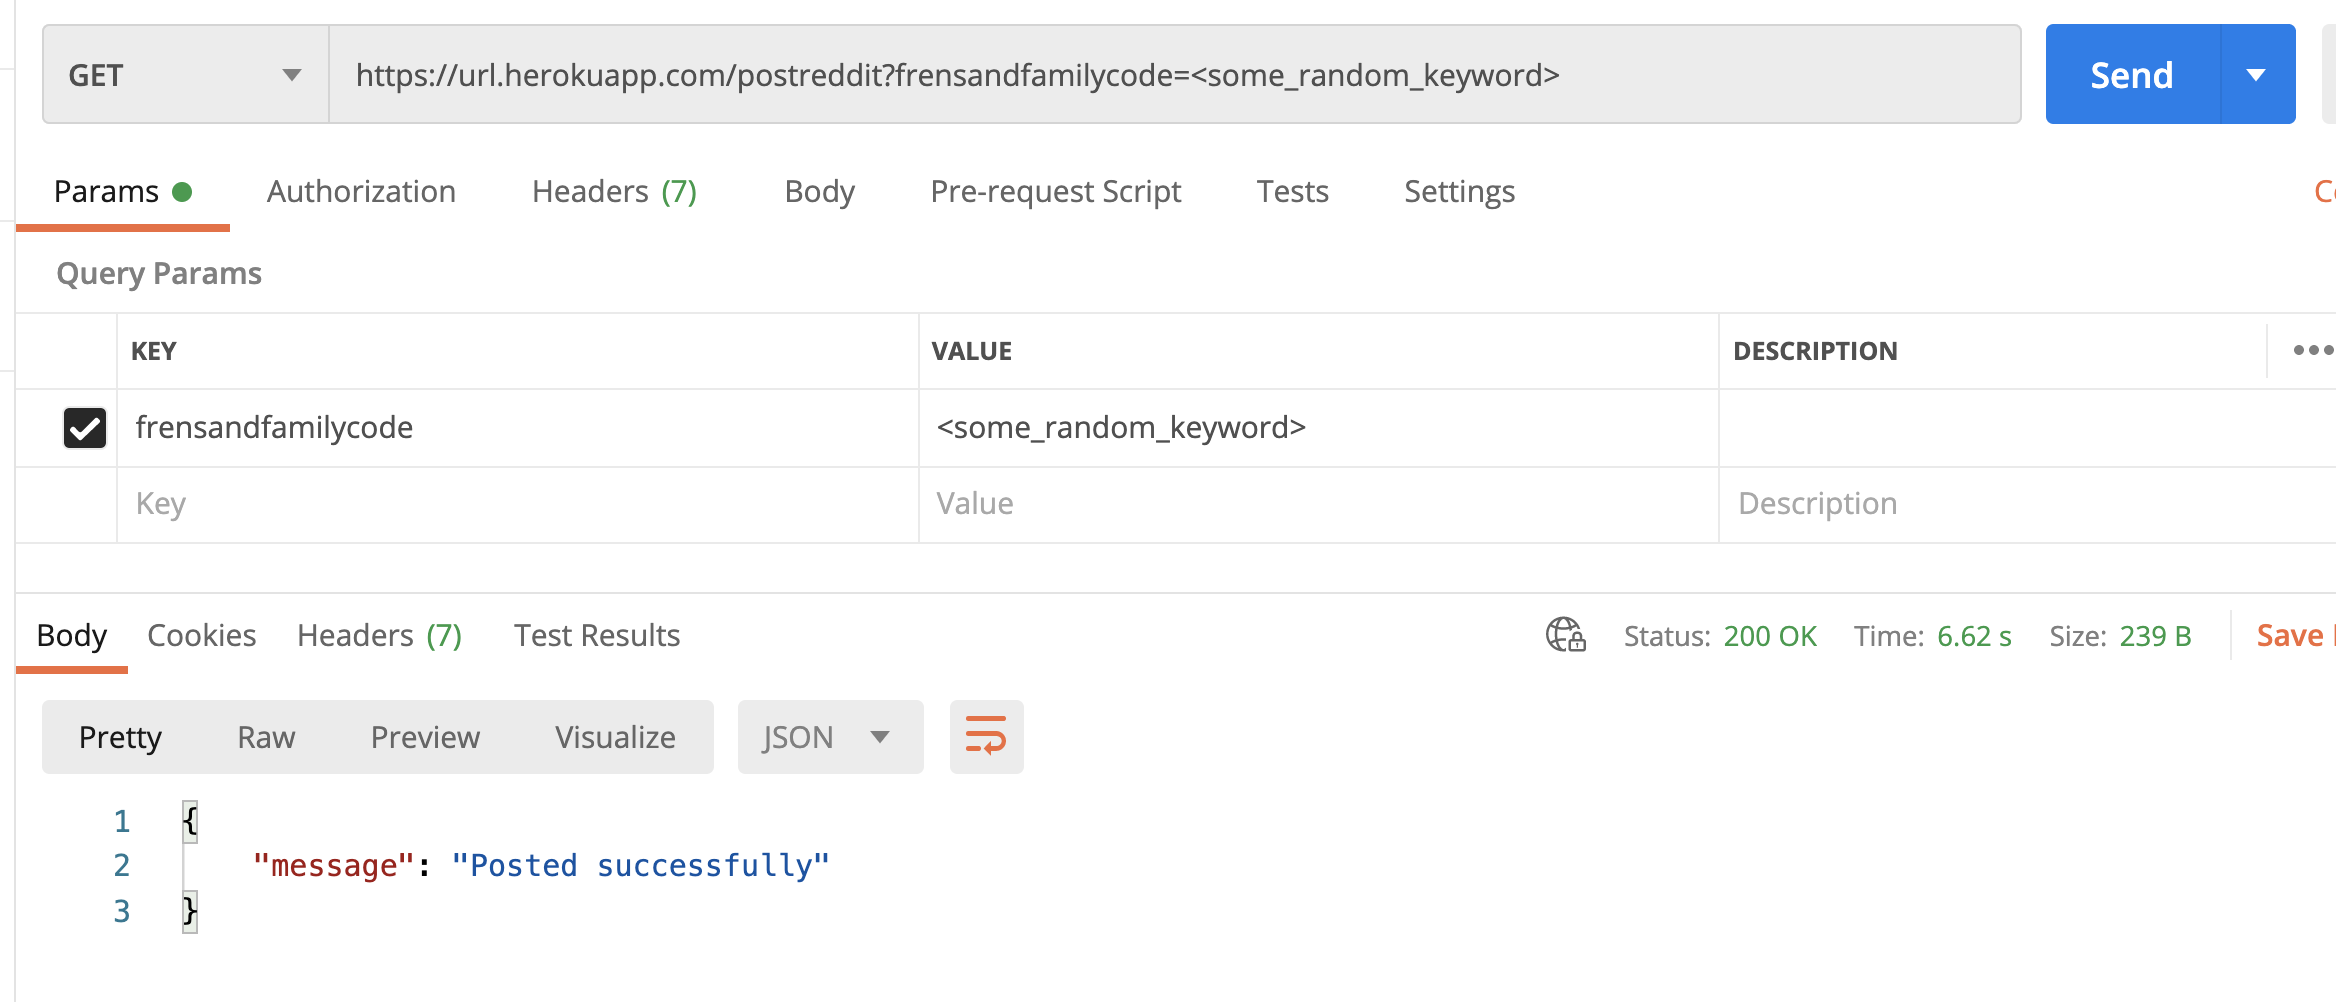 GET https://url.herokuapp.com/postreddit?frensandfamilycode=<some_random_keyword> Send
Params Authorization Headers (7) Body Pre-request Script Tests Settings
Query Params
KEY VALUE DESCRIPTION
frensandfamilycode <some_random_keyword>
Key Value Description
Body Cookies Headers (7) Test Results Status: 200 OK Time: 6.62 s Size: 239 B Save
Pretty Raw Preview Visualize JSON
1 {
2 "message": "Posted successfully"
3 }